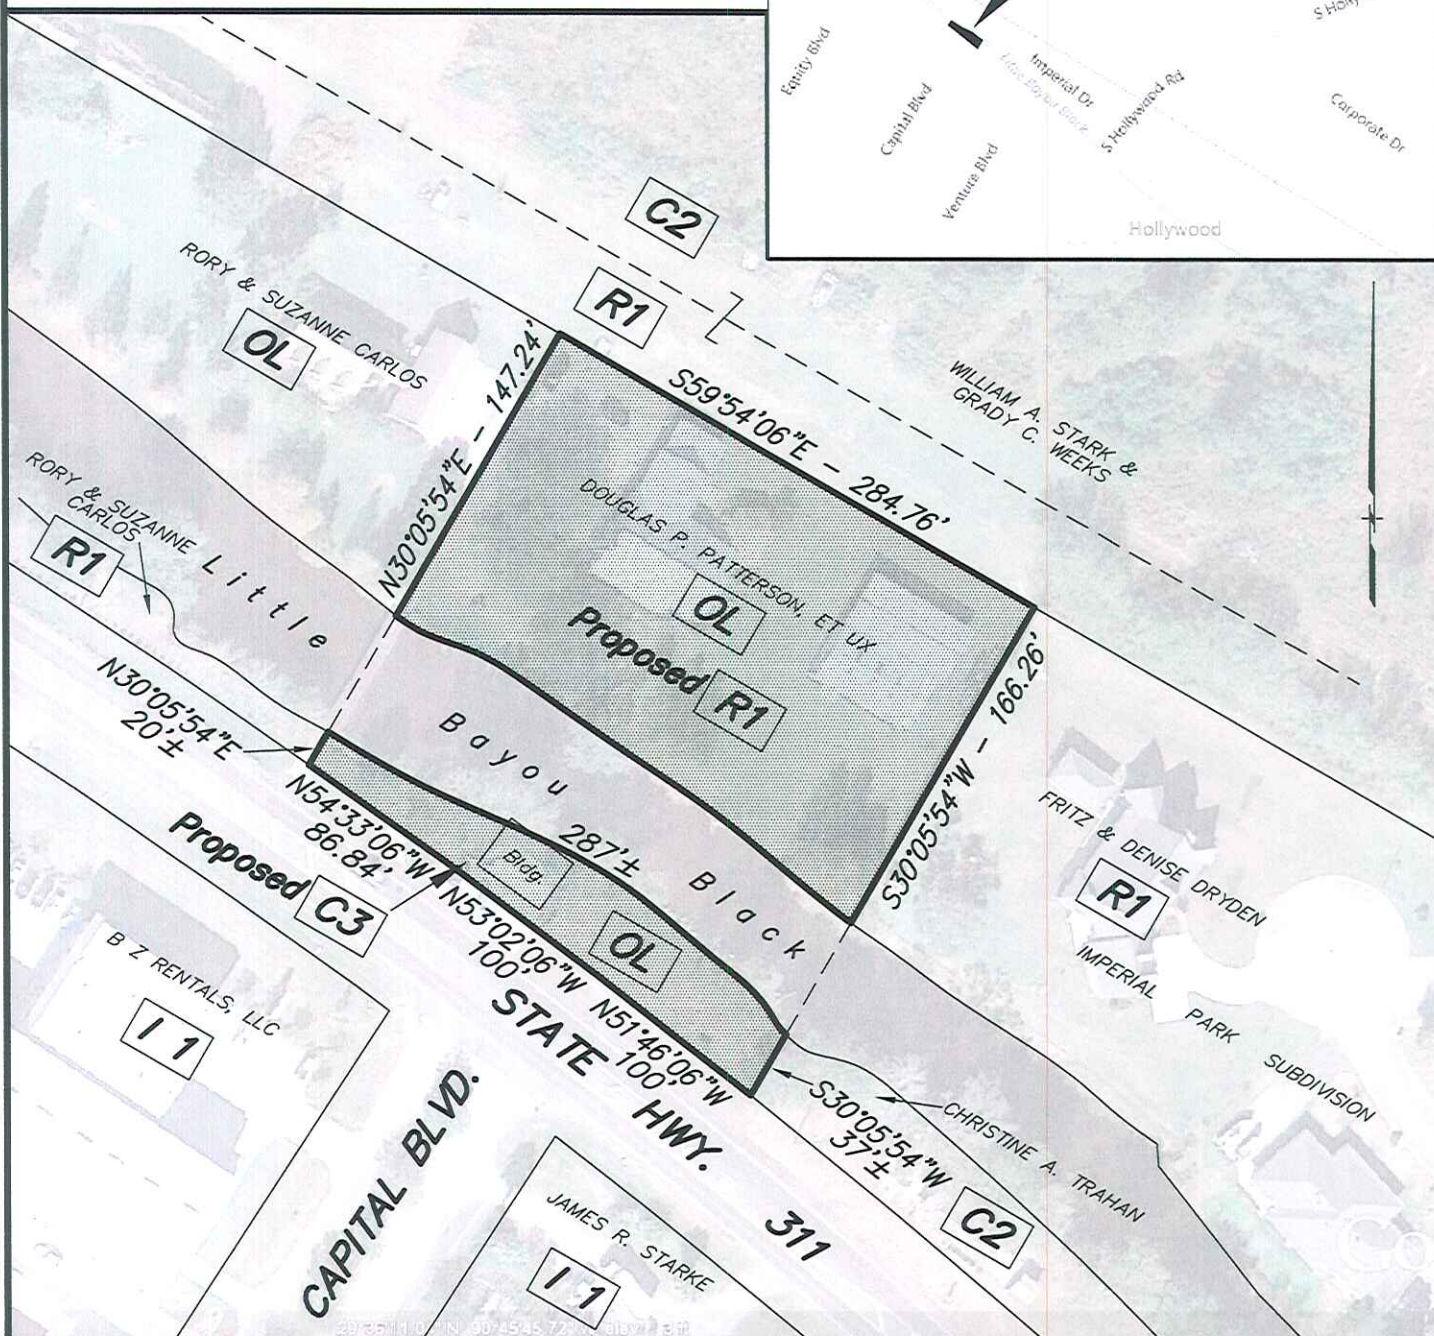 S Holly
Equity Blvd
Capital Blvd
Venture Blvd
Imperial Dr
Little Bayou Black
S Hollywood Rd
Corporate Dr
Hollywood
C2
R1
RORY & SUZANNE CARLOS
OL
N30°05'54"E - 147.24'
S59°54'06"E - 284.76'
WILLIAM A. STARK &
GRADY C. WEEKS
DOUGLAS P. PATTERSON, ET UX
OL
Proposed R1
S30°05'54"W - 166.26'
RORY & SUZANNE
CARLOS
R1
Little Bayou Black
N30°05'54"E
20'±
N54°33'06"W
86.84'
Proposed C3
Bldg.
287'±
OL
N53°02'06"W
100'
N51°46'06"W
100'
S30°05'54"W
37'±
STATE HWY. 311
CAPITAL BLVD.
B Z RENTALS, LLC
I 1
JAMES R. STARKE
I 1
CHRISTINE A. TRAHAN
C2
FRITZ & DENISE DRYDEN
R1
IMPERIAL PARK SUBDIVISION
Co